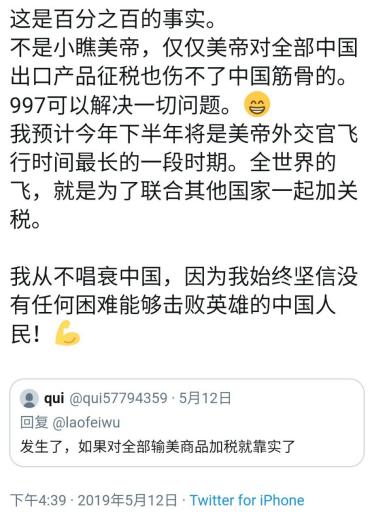 这是百分之百的事实。
不是小瞧美帝，仅仅美帝对全部中国
出口产品征税也伤不了中国筋骨的。
997可以解决一切问题。😁
我预计今年下半年将是美帝外交官飞
行时间最长的一段时期。全世界的
飞，就是为了联合其他国家一起加关
税。
我从不唱衰中国，因为我始终坚信没
有任何困难能够击败英雄的中国人
民！💪
qui @qui57794359 · 5月12日
回复 @laofeiwu
发生了，如果对全部输美商品加税就靠实了
下午4:39 · 2019年5月12日 · Twitter for iPhone